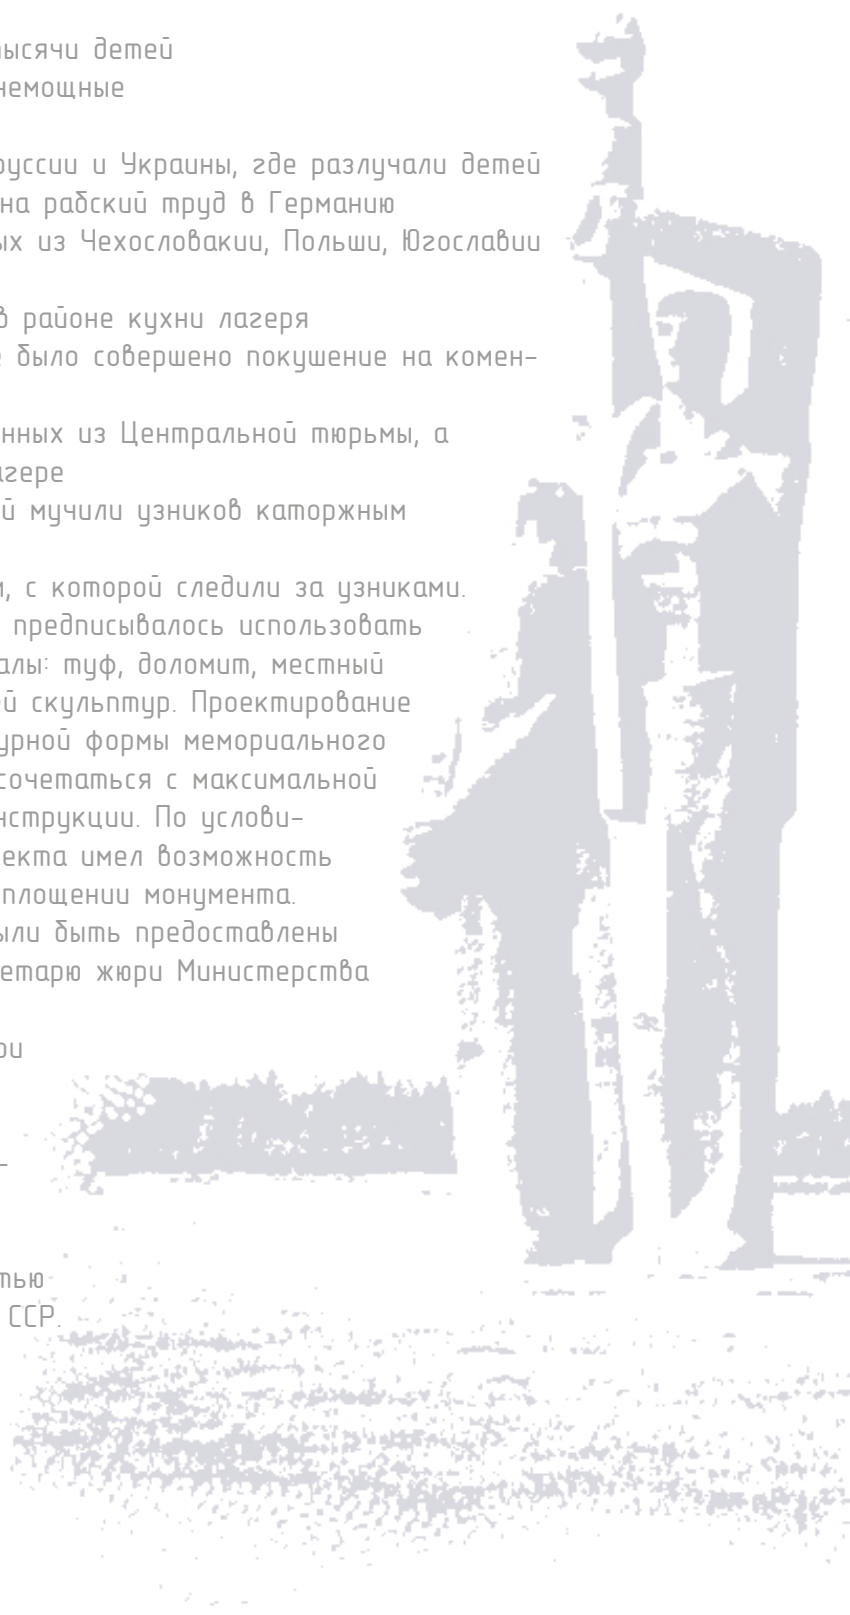 тысячи детей
немощные
руссии и Украины, где разлучали детей
на рабский труд в Германию
ых из Чехословакии, Польши, Югославии
в районе кухни лагеря
е было совершено покушение на комен-
нных из Центральной тюрьмы, а
агере
й мучили узников каторжным
м, с которой следили за узниками.
предписывалось использовать
алы: туф, доломит, местный
ей скульптур. Проектирование
урной формы мемориального
сочетаться с максимальной
нструкции. По услови-
екта имел возможность
площении монумента.
ыли быть предоставлены
етарю жюри Министерства
ри
-
тью
ССР.